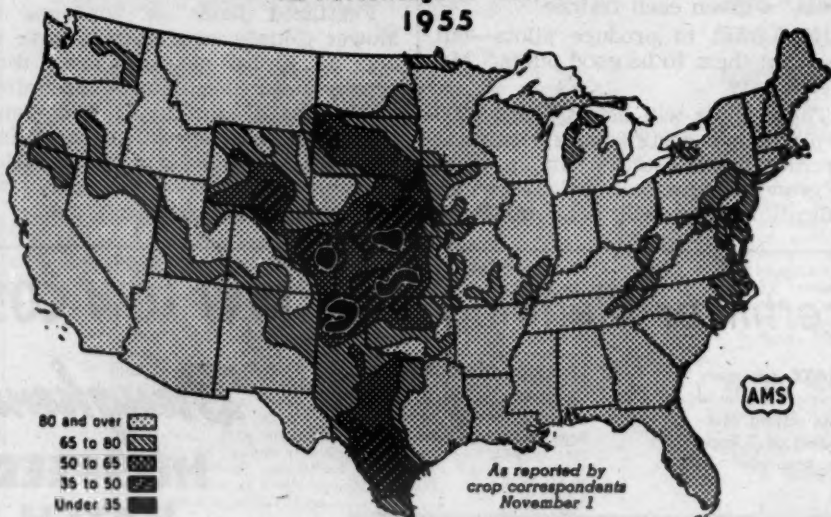 1955
80 and over
65 to 80
50 to 65
35 to 50
Under 35
As reported by
crop correspondents
November 1
AMS